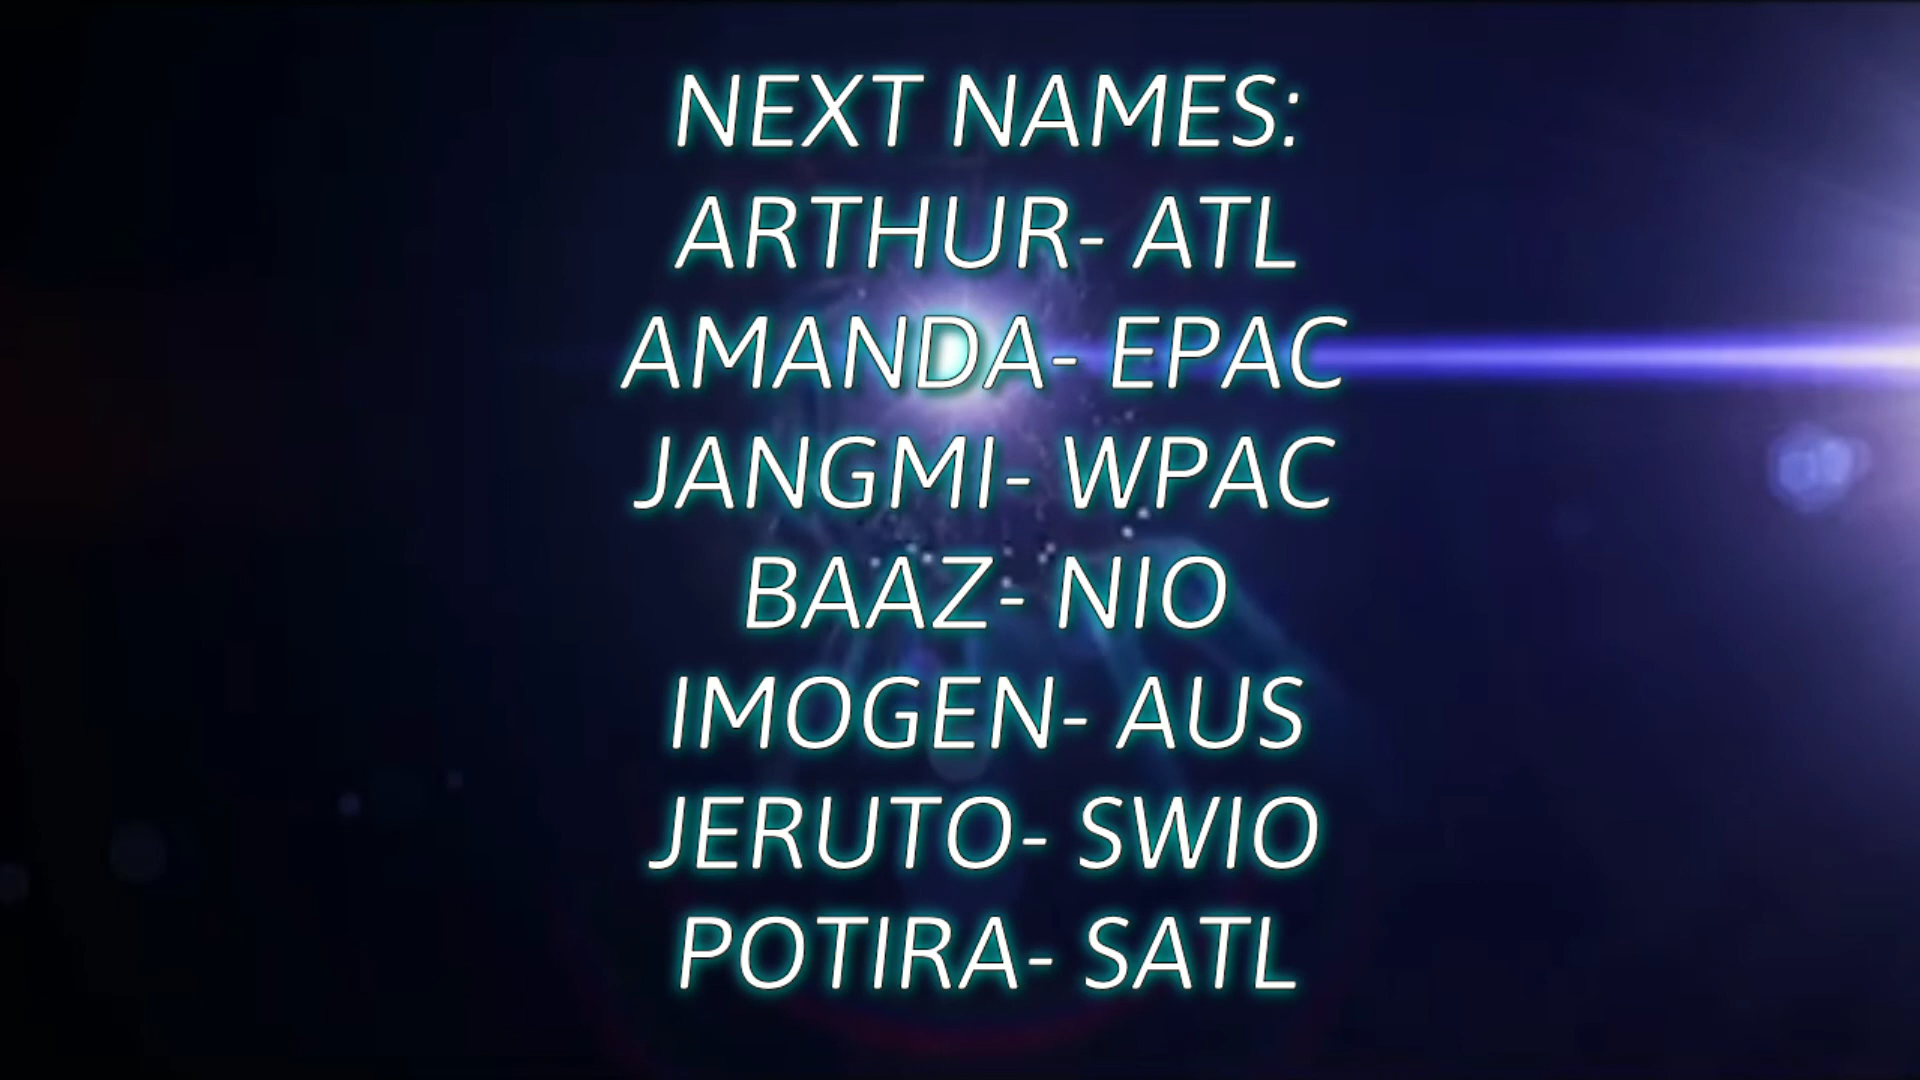 NEXT NAMES:
ARTHUR- ATL
AMANDA- EPAC
JANGMI- WPAC
BAAZ- NIO
IMOGEN- AUS
JERUTO- SWIO
POTIRA- SATL